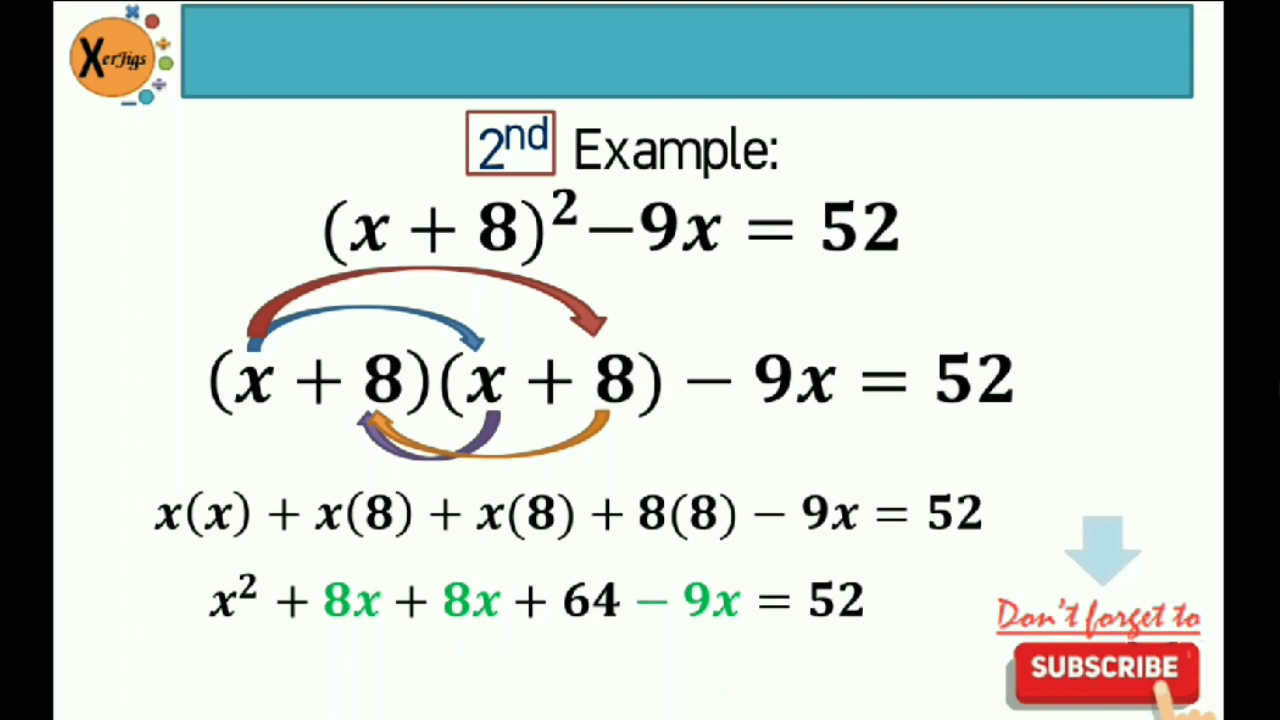 XerJigs
2nd Example:
(x + 8)²−9x = 52
(x + 8)(x + 8) − 9x = 52
x(x) + x(8) + x(8) + 8(8) − 9x = 52
x² + 8x + 8x + 64 − 9x = 52
Don't forget to
SUBSCRIBE